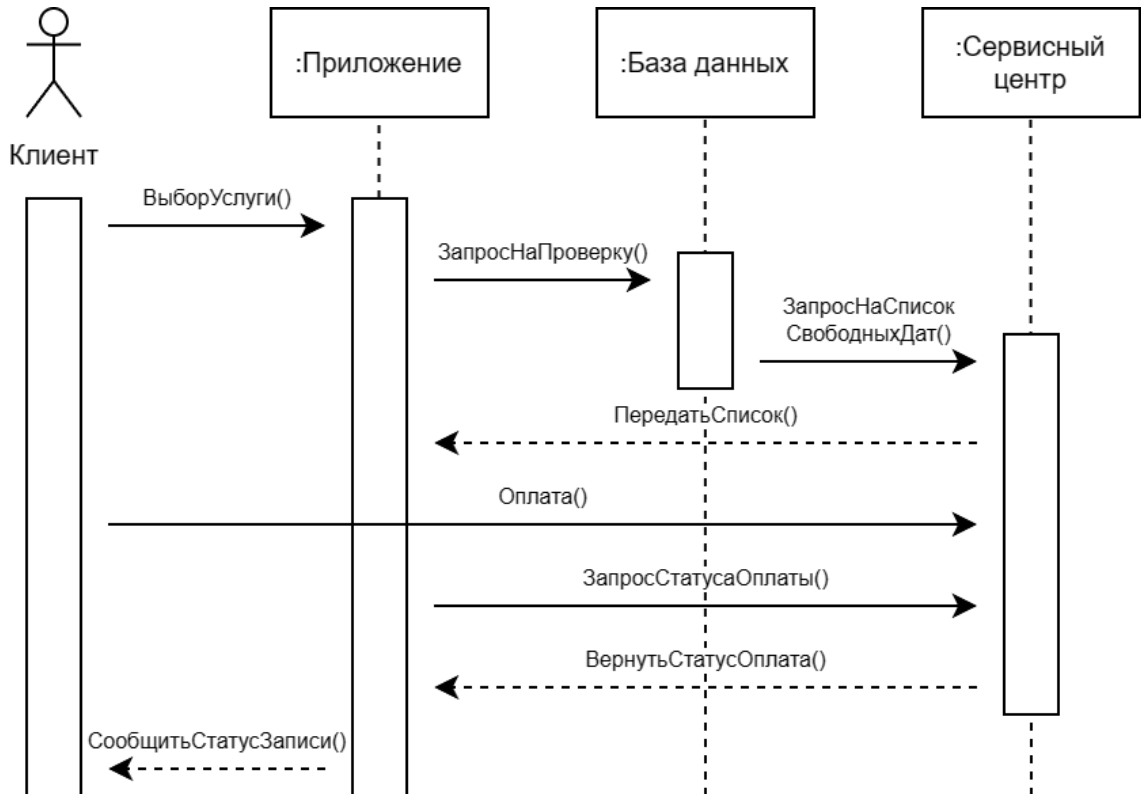 :Приложение
:База данных
:Сервисный
центр
Клиент
ВыборУслуги()
ЗапросНаПроверку()
ЗапросНаСписок
СвободныхДат()
ПередатьСписок()
Оплата()
ЗапросСтатусаОплаты()
ВернутьСтатусОплата()
СообщитьСтатусЗаписи()